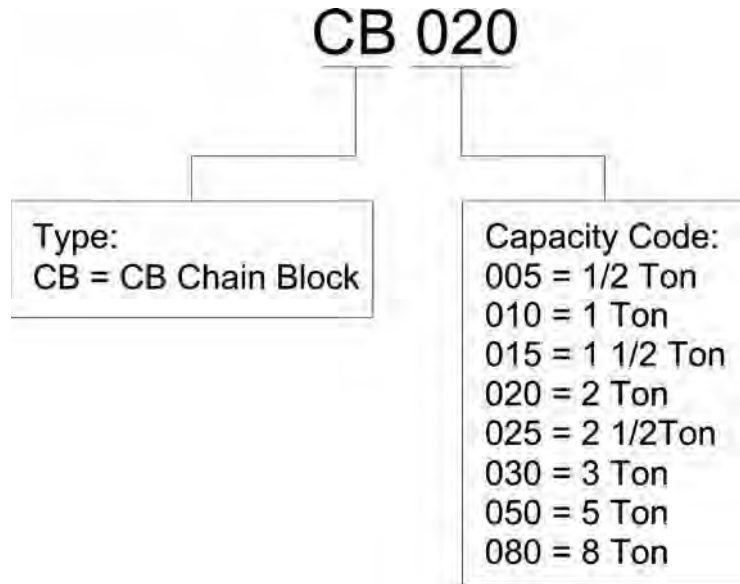 CB 020
Type:
CB = CB Chain Block
Capacity Code:
005 = 1/2 Ton
010 = 1 Ton
015 = 1 1/2 Ton
020 = 2 Ton
025 = 2 1/2Ton
030 = 3 Ton
050 = 5 Ton
080 = 8 Ton